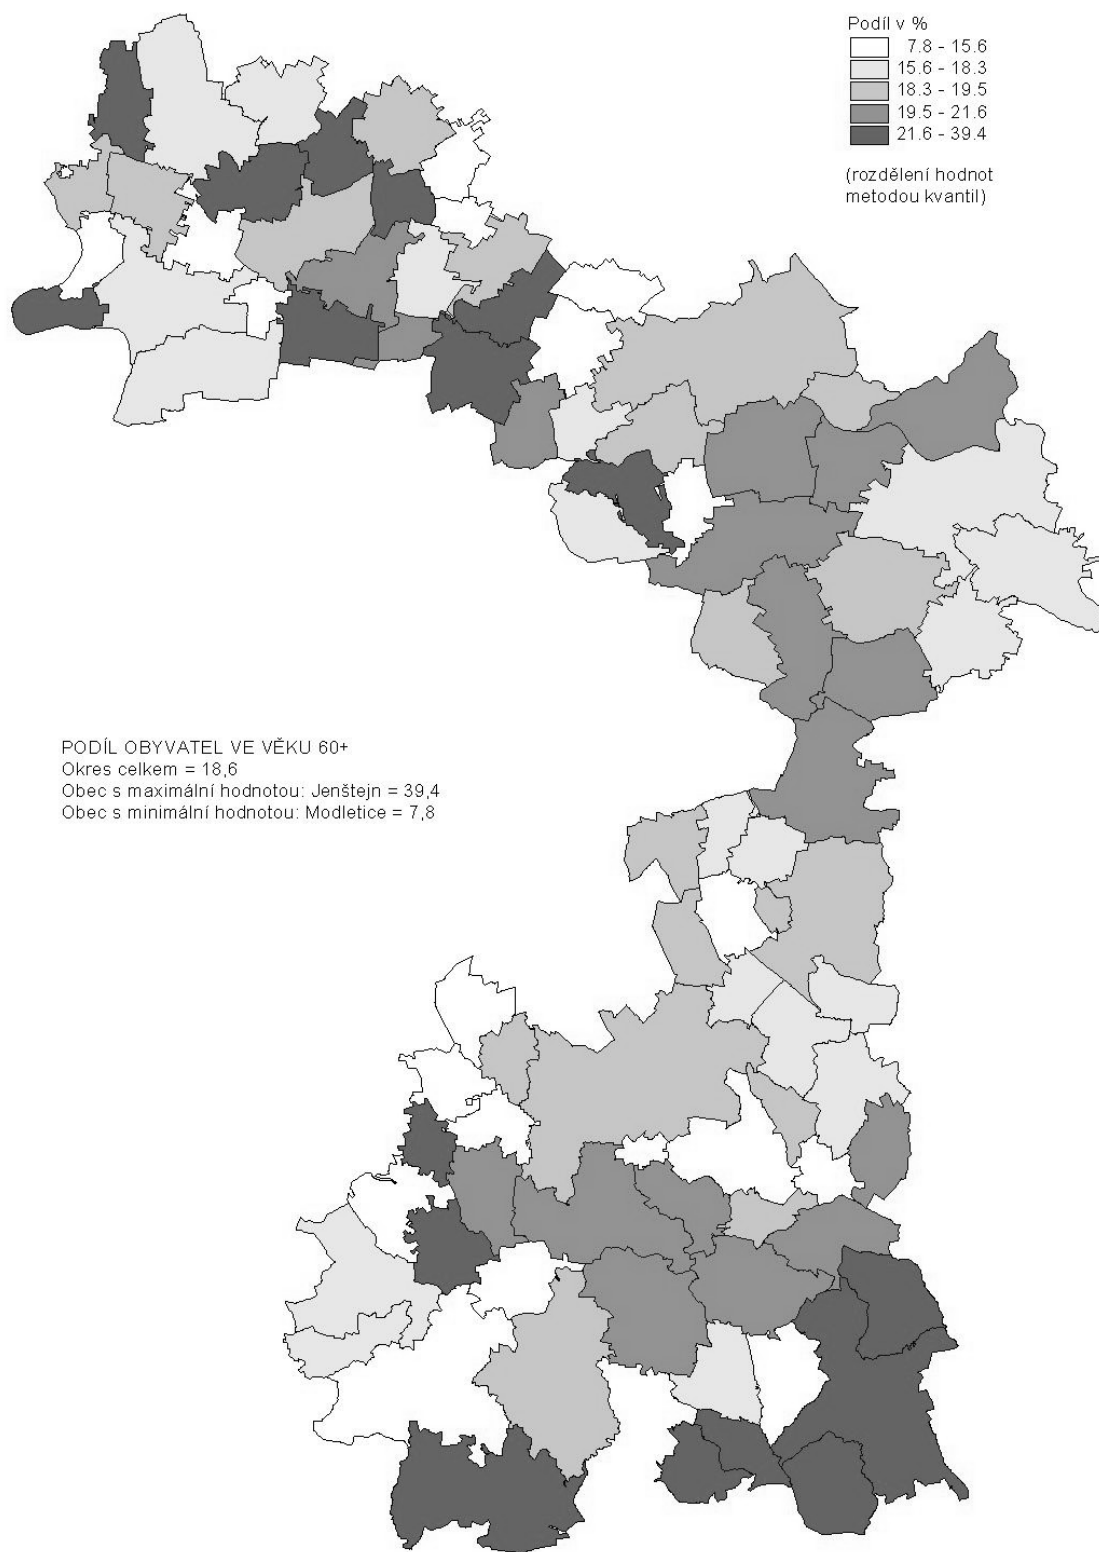 Podíl v %
7.8 - 15.6
15.6 - 18.3
18.3 - 19.5
19.5 - 21.6
21.6 - 39.4
(rozdělení hodnot
metodou kvantil)
PODÍL OBYVATEL VE VĚKU 60+
Okres celkem = 18,6
Obec s maximální hodnotou: Jenštejn = 39,4
Obec s minimální hodnotou: Modletice = 7,8